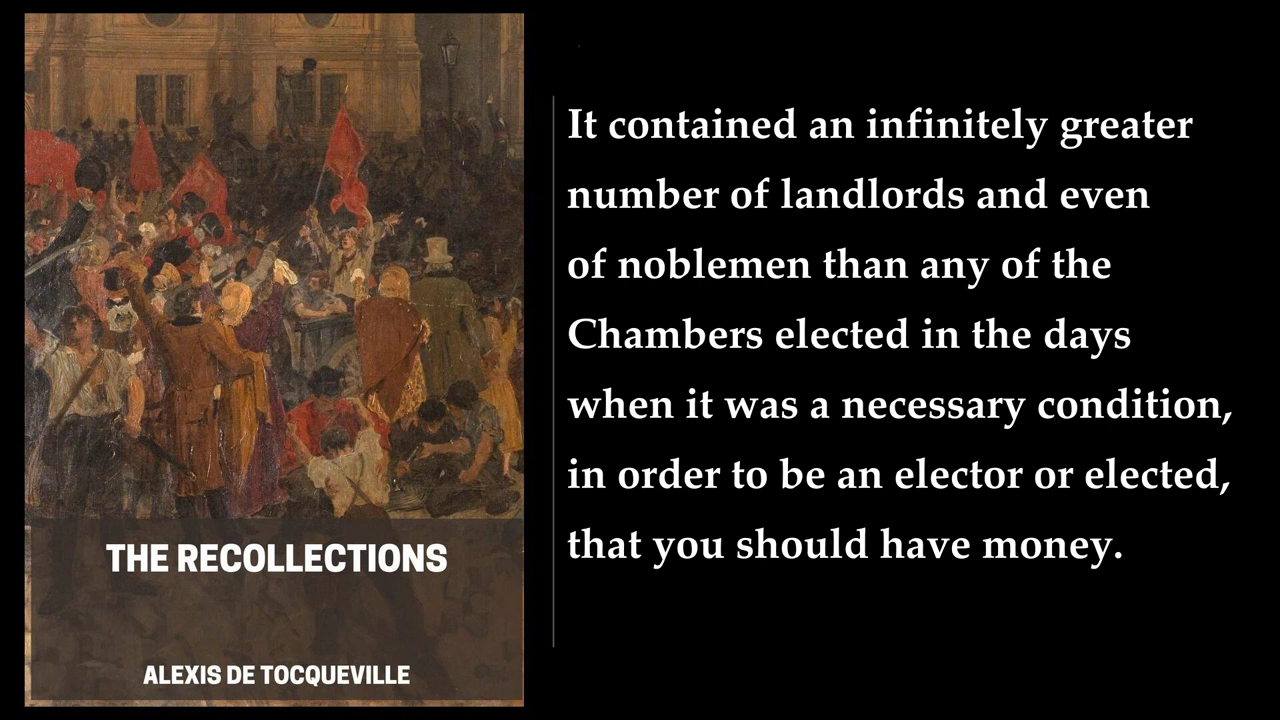 THE RECOLLECTIONS
ALEXIS DE TOCQUEVILLE
It contained an infinitely greater
number of landlords and even
of noblemen than any of the
Chambers elected in the days
when it was a necessary condition,
in order to be an elector or elected,
that you should have money.